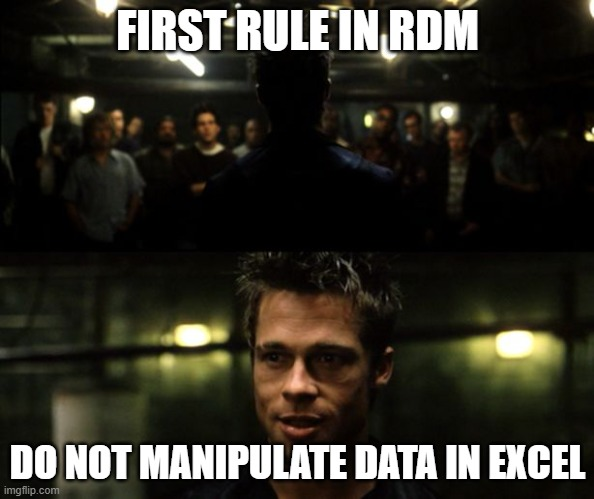 FIRST RULE IN RDM
DO NOT MANIPULATE DATA IN EXCEL
imgflip.com